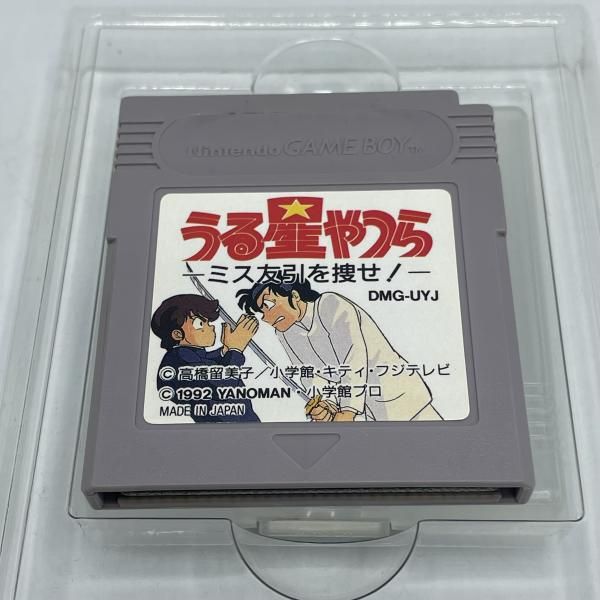 Nintendo GAME BOY TM
うる星やつら
ーミス友引を捜せ!ー
DMG-UYJ
© 高橋留美子/小学館・キティ・フジテレビ
© 1992 YANOMAN・小学館プロ
MADE IN JAPAN